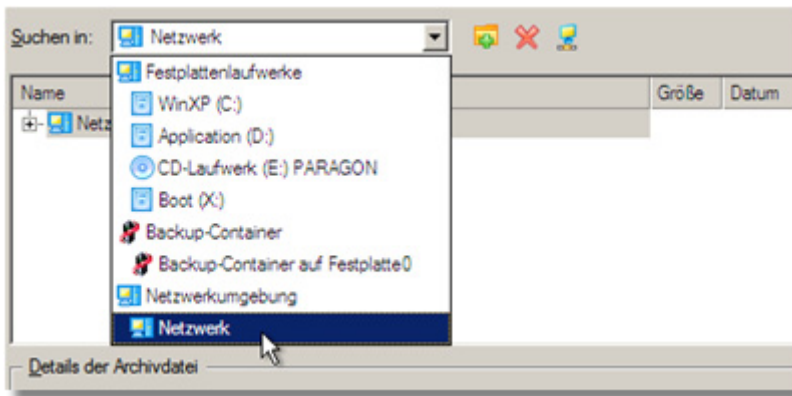 Suchen in: Netzwerk
Name Größe Datum
Festplattenlaufwerke
WinXP (C:)
Application (D:)
CD-Laufwerk (E:) PARAGON
Boot (X:)
Backup-Container
Backup-Container auf Festplatte0
Netzwerkumgebung
Netzwerk
Details der Archivdatei